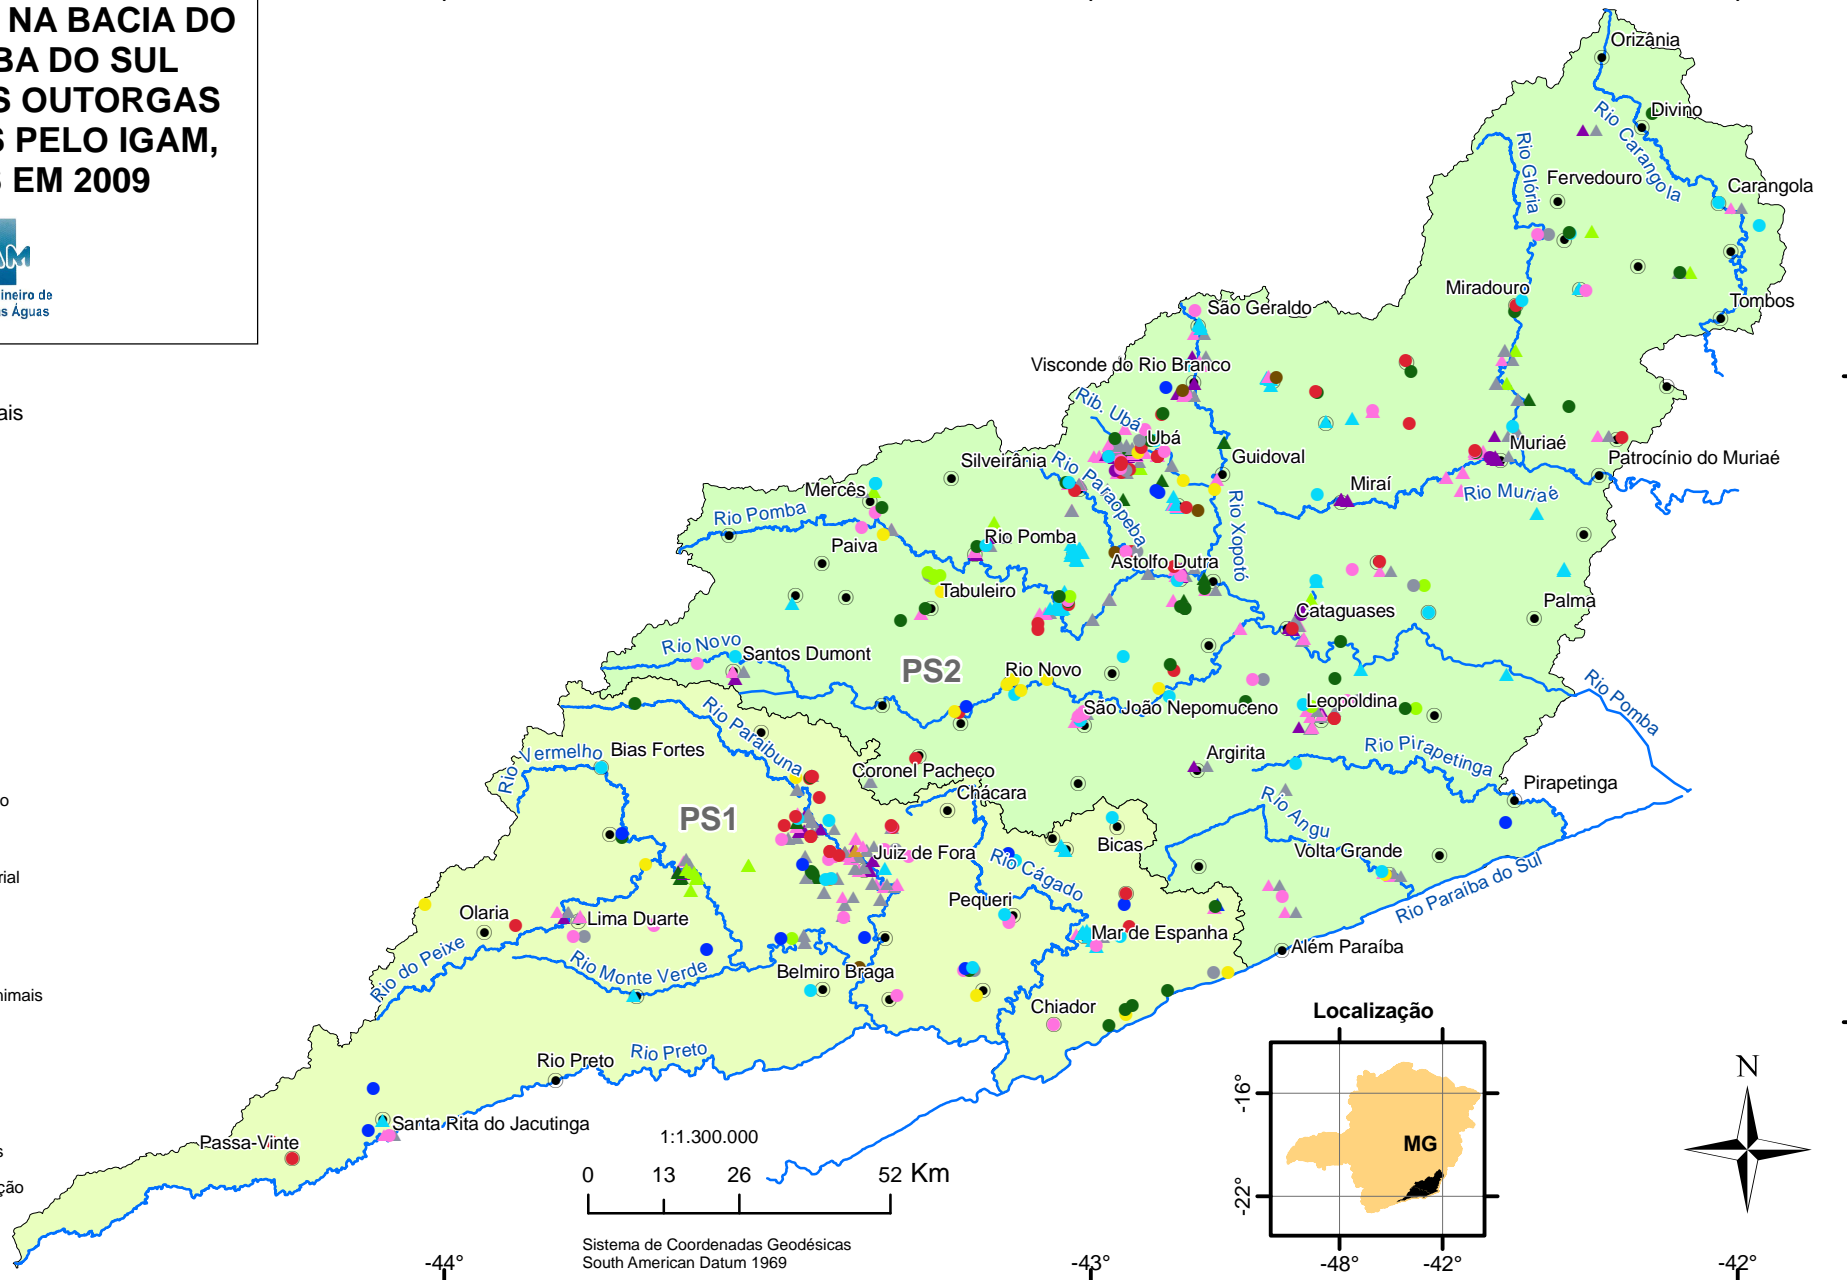 NA BACIA DO
BA DO SUL
S OUTORGAS
S PELO IGAM,
S EM 2009
AM
ineiro de
as Águas
ais
o
rial
nimais
s
ção
Orizânia
Divino
Rio Carangola
Rio Glória
Fervedouro
Carangola
Miradouro
Tombos
São Geraldo
Visconde do Rio Branco
Rib. Ubá
Ubá
Muriaé
Patrocínio do Muriaé
Guidoval
Silveirânia
Rio Paraopeba
Mercês
Miraí
Rio Muriaé
Rio Xopotó
Rio Pomba
Rio Pomba
Paiva
Astolfo Dutra
Tabuleiro
Cataguases
Palma
Rio Novo
Santos Dumont
PS2
Rio Novo
Rio Pomba
São João Nepomuceno
Leopoldina
Rio Paraibuna
Rio Vermelho
Bias Fortes
Argirita
Rio Pirapetinga
Coronel Pacheco
Chácara
Pirapetinga
PS1
Rio Angu
Bicas
Juiz de Fora
Volta Grande
Rio Cágado
Rio Paraíba do Sul
Pequeri
Olaria
Lima Duarte
Mar de Espanha
Além Paraíba
Rio do Peixe
Rio Monte Verde
Belmiro Braga
Chiador
Localização
Rio Preto
Rio Preto
N
-16°
Santa Rita do Jacutinga
1:1.300.000
Passa-Vinte
MG
0 13 26 52 Km
-22°
Sistema de Coordenadas Geodésicas
South American Datum 1969
-44°
-43°
-48°
-42°
-42°